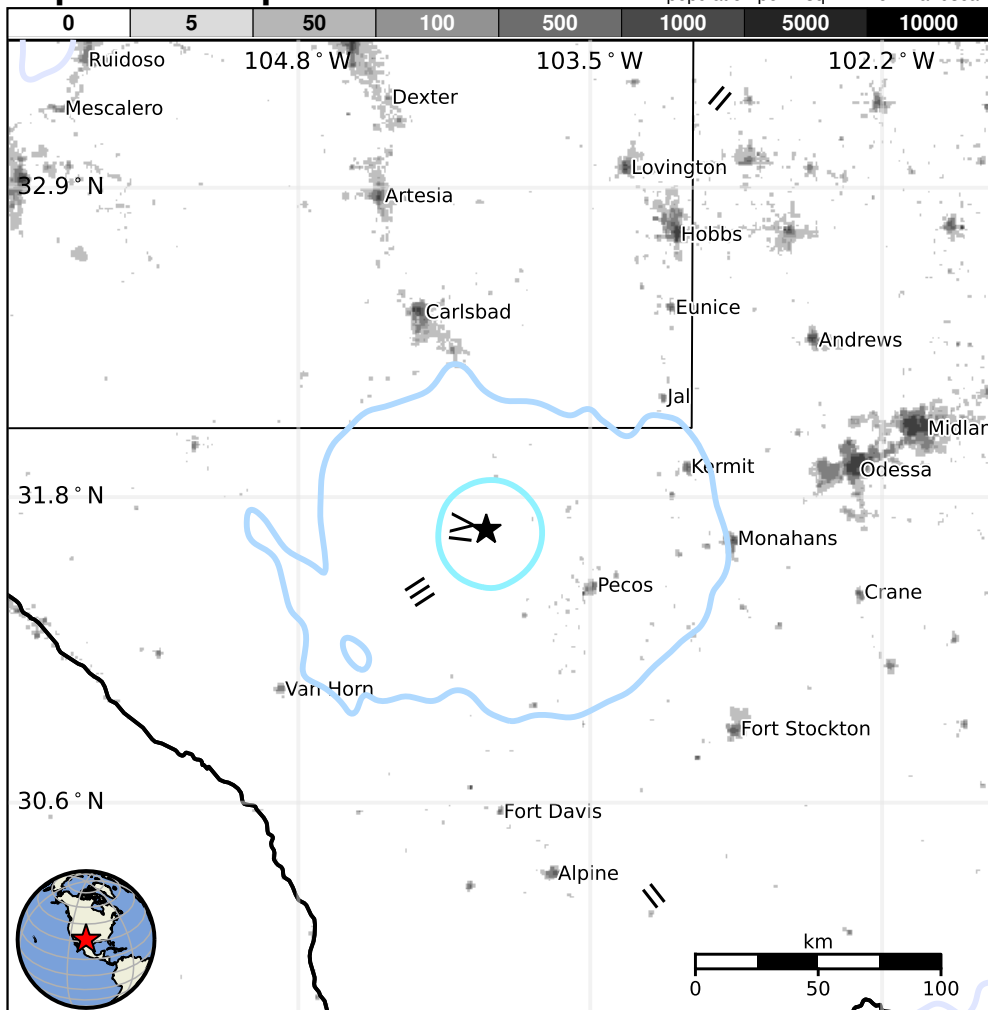 0 5 50 100 500 1000 5000 10000
104.8°W 103.5°W 102.2°W
Ruidoso
Dexter
Mescalero
Lovington
32.9°N
Artesia
Hobbs
Eunice
Carlsbad
Andrews
Jal
Midlan
Kermit
Odessa
31.8°N
Monahans
Pecos
Crane
Van Horn
Fort Stockton
30.6°N
Fort Davis
Alpine
km
0 50 100